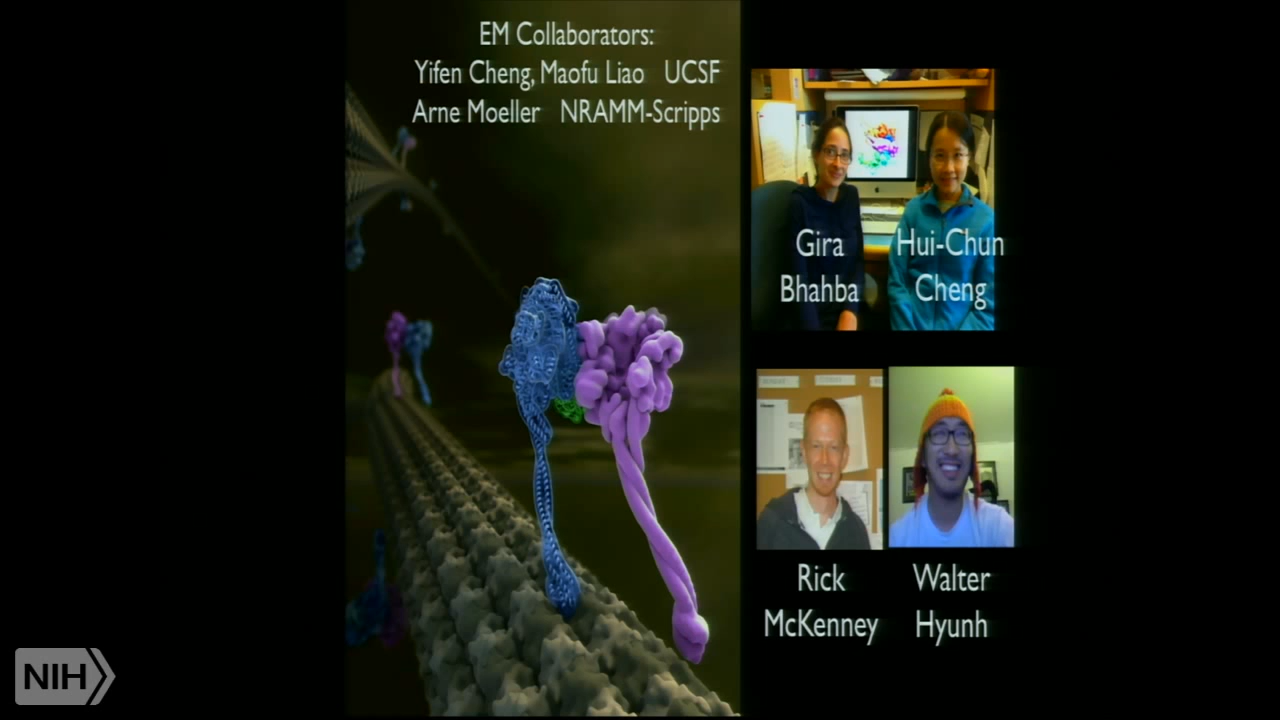 EM Collaborators:
Yifen Cheng, Maofu Liao UCSF
Arne Moeller NRAMM-Scripps
Gira
Bhahba
Hui-Chun
Cheng
Rick
McKenney
Walter
Hyunh
NIH